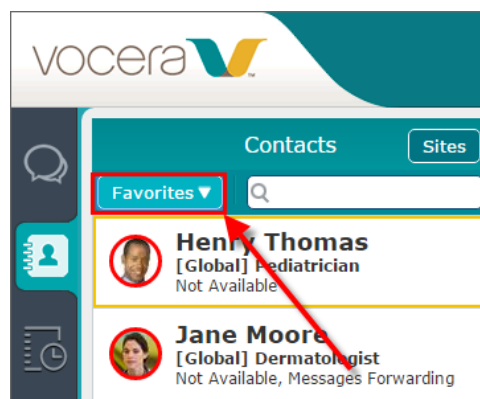 vocera
Contacts
Sites
Favorites ▼
Henry Thomas
[Global] Pediatrician
Not Available
Jane Moore
[Global] Dermatologist
Not Available, Messages Forwarding